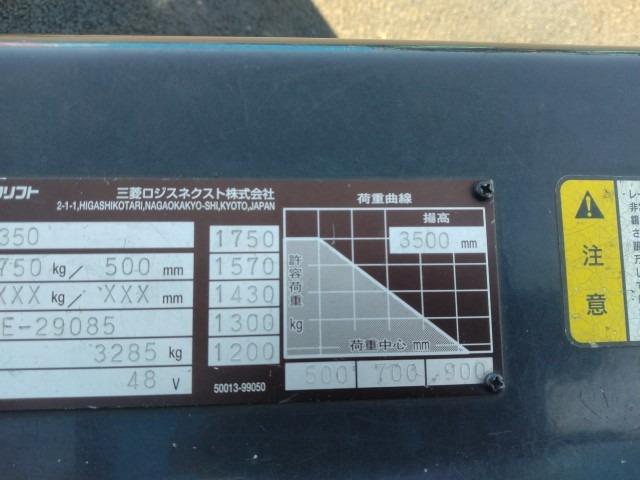 リフト 三菱ロジスネクスト株式会社
2-1-1,HIGASHIKOTARI,NAGAOKAKYO-SHI,KYOTO,JAPAN
荷重曲線
350
750 kg／ 500 mm
XXX kg／ XXX mm
E-29085
3285 kg
48 V
1750
1570
1430
1300
1200
50013-99050
揚高
3500 mm
許容荷重
kg
荷重中心 mm
500 700 900
注意